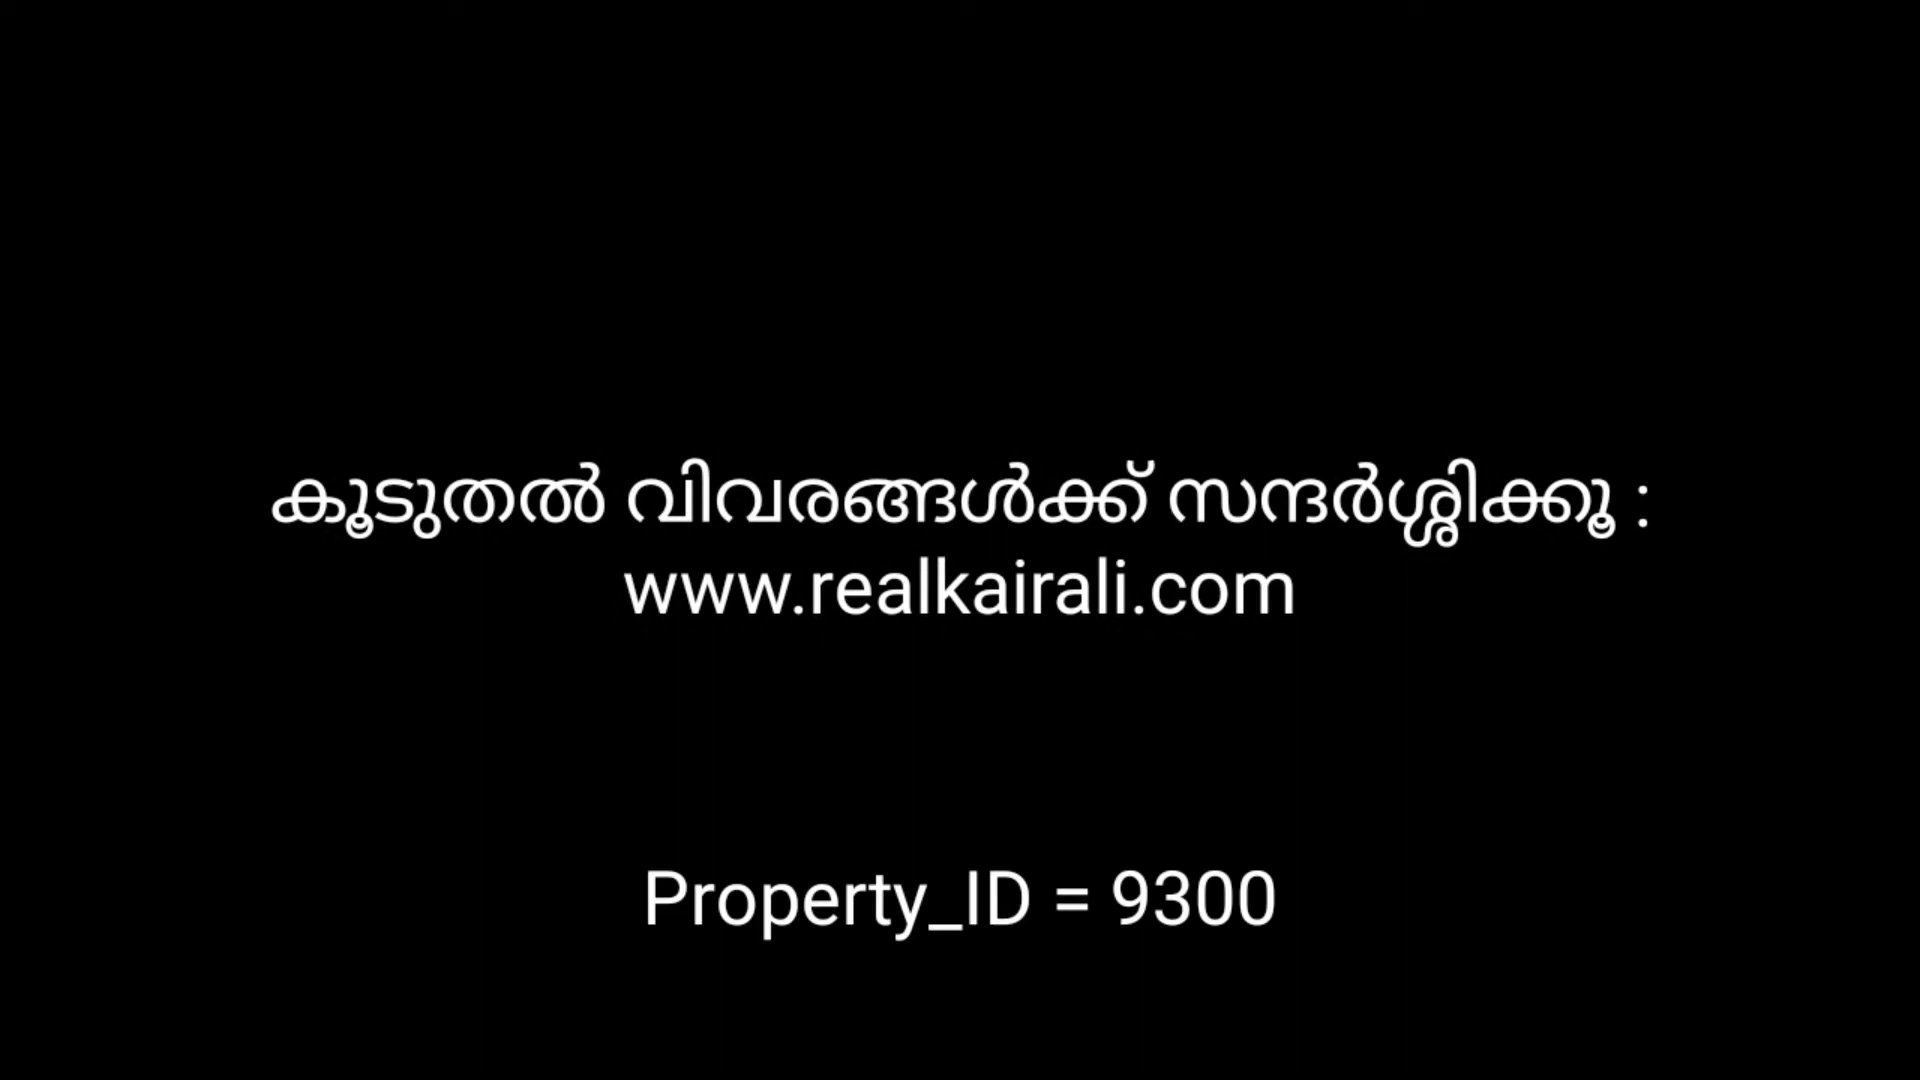 കൂടുതൽ വിവരങ്ങൾക്ക് സന്ദർശ്ശിക്കൂ :
www.realkairali.com
Property_ID = 9300